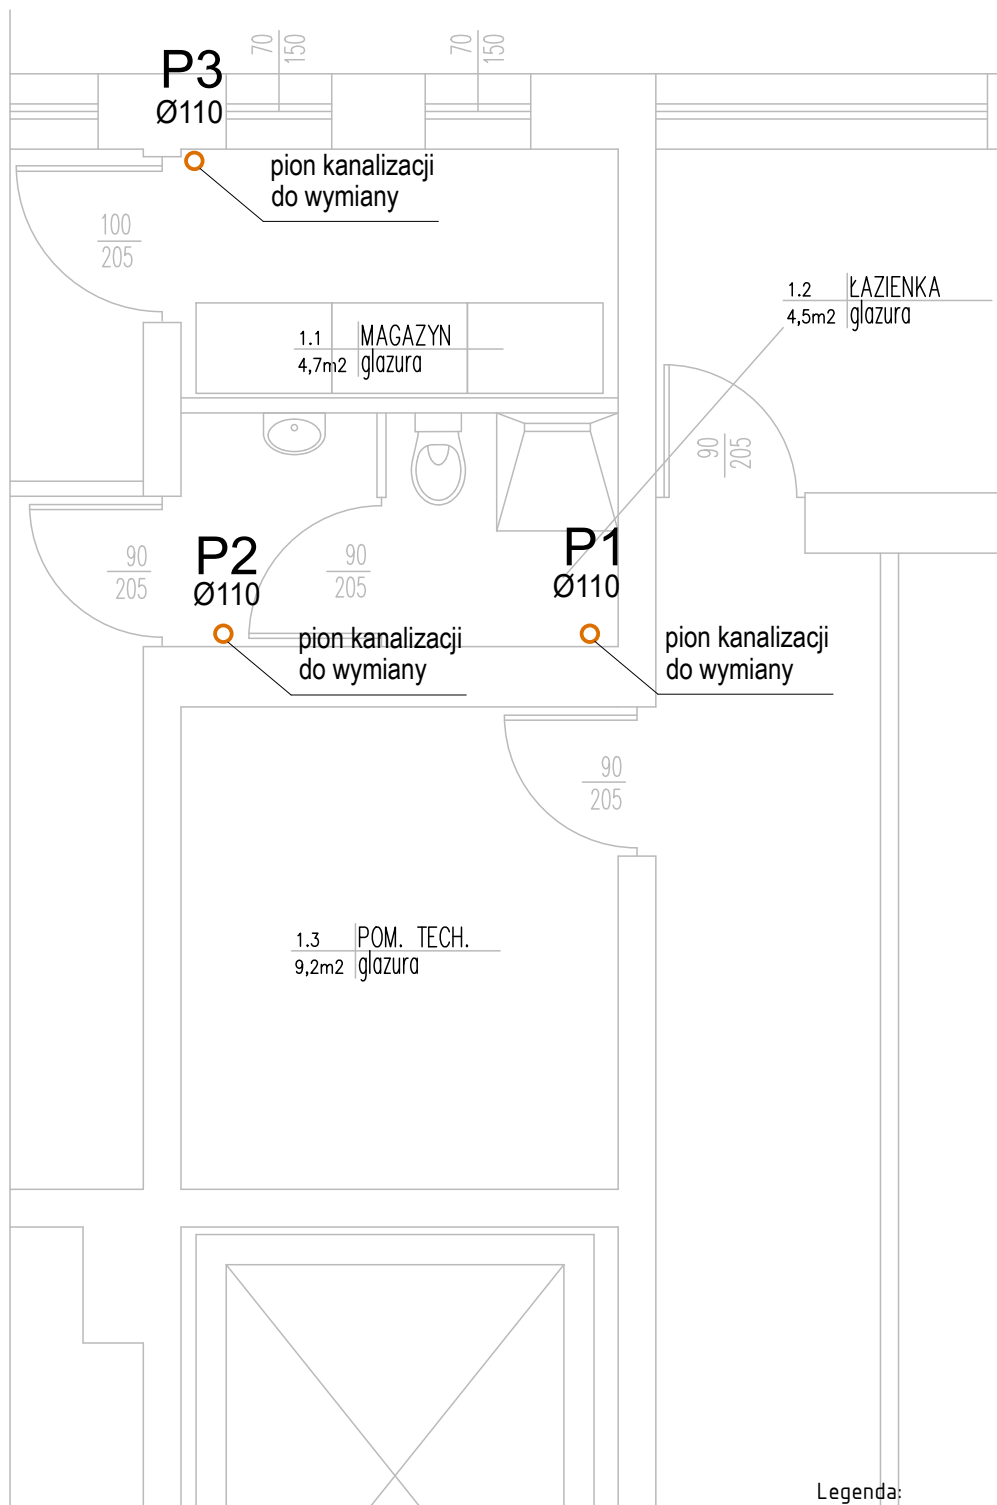 70
150
70
150
P3
Ø110
pion kanalizacji
do wymiany
100
205
1.2 ŁAZIENKA
4,5m2 glazura
1.1 MAGAZYN
4,7m2 glazura
90
205
P2
Ø110
90
205
90
205
P1
Ø110
pion kanalizacji
do wymiany
pion kanalizacji
do wymiany
90
205
1.3 POM. TECH.
9,2m2 glazura
Legenda: